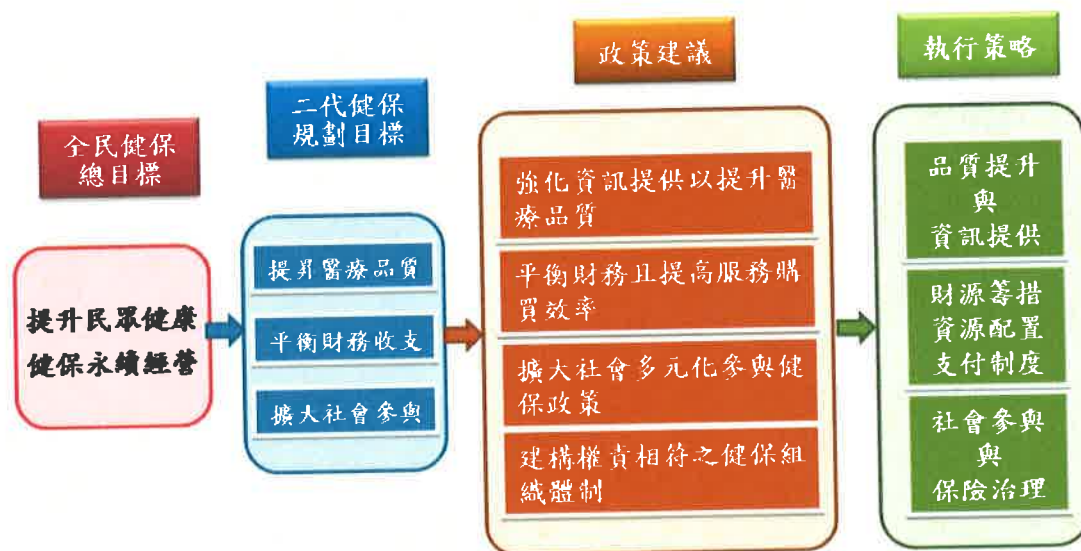 全民健保
總目標
提升民眾健康
健保永續經營
二代健保
規劃目標
提昇醫療品質
平衡財務收支
擴大社會參與
政策建議
強化資訊提供以提升醫
療品質
平衡財務且提高服務購
買效率
擴大社會多元化參與健
保政策
建構權責相符之健保組
織體制
執行策略
品質提升
與
資訊提供
財源籌措
資源配置
支付制度
社會參與
與
保險治理